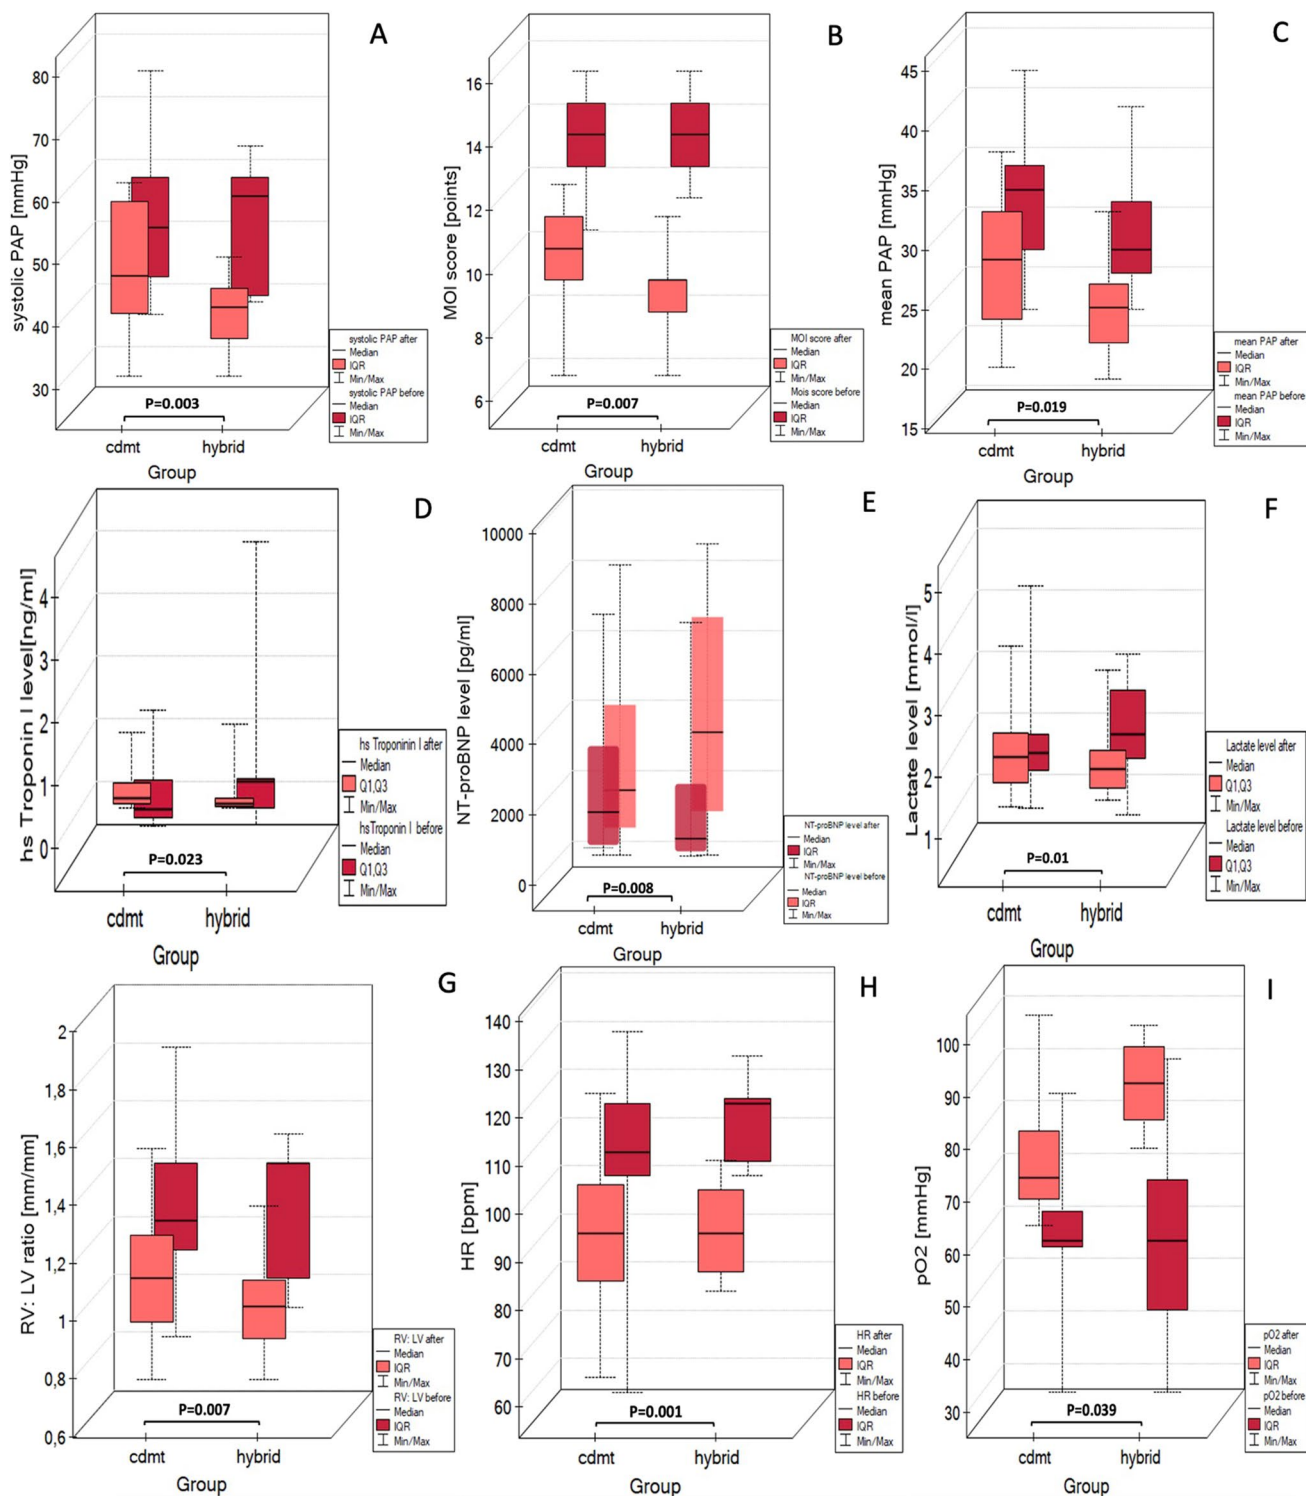 A
systolic PAP [mmHg]
80
70
60
50
40
30
P=0.003
cdmt
hybrid
Group
systolic PAP after
Median
IQR
Min/Max
systolic PAP before
Median
IQR
Min/Max
B
MOI score [points]
16
14
12
10
8
6
P=0.007
cdmt
hybrid
Group
MOI score after
Median
IQR
Min/Max
Mois score before
Median
IQR
Min/Max
C
mean PAP [mmHg]
45
40
35
30
25
20
15
P=0.019
cdmt
hybrid
Group
mean PAP after
Median
IQR
Min/Max
mean PAP before
Median
IQR
Min/Max
D
hs Troponin I level[ng/ml]
4
3
2
1
0
P=0.023
cdmt
hybrid
Group
hs Troponinin I after
Median
Q1,Q3
Min/Max
hsTroponin I before
Median
Q1,Q3
Min/Max
E
NT-proBNP level [pg/ml]
10000
8000
6000
4000
2000
0
P=0.008
cdmt
hybrid
Group
NT-proBNP level after
Median
IQR
Min/Max
NT-proBNP level before
Median
IQR
Min/Max
F
Lactate level [mmol/l]
5
4
3
2
1
P=0.01
cdmt
hybrid
Group
Lactate level after
Median
Q1,Q3
Min/Max
Lactate level before
Median
Q1,Q3
Min/Max
G
RV: LV ratio [mm/mm]
2
1,8
1,6
1,4
1,2
1
0,8
0,6
P=0.007
cdmt
hybrid
Group
RV: LV after
Median
IQR
Min/Max
RV: LV before
Median
IQR
Min/Max
H
HR [bpm]
140
130
120
110
100
90
80
70
60
P=0.001
cdmt
hybrid
Group
HR after
Median
IQR
Min/Max
HR before
Median
IQR
Min/Max
I
pO2 [mmHg]
100
90
80
70
60
50
40
30
P=0.039
cdmt
hybrid
Group
pO2 after
Median
IQR
Min/Max
pO2 before
Median
IQR
Min/Max